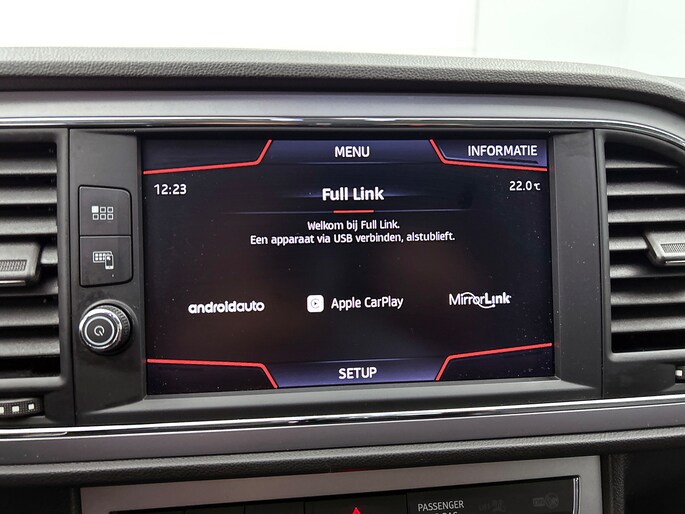 MENU
INFORMATIE
12:23
22.0°C
Full Link
Welkom bij Full Link.
Een apparaat via USB verbinden, alstublieft.
androidauto
Apple CarPlay
MirrorLink
SETUP
PASSENGER